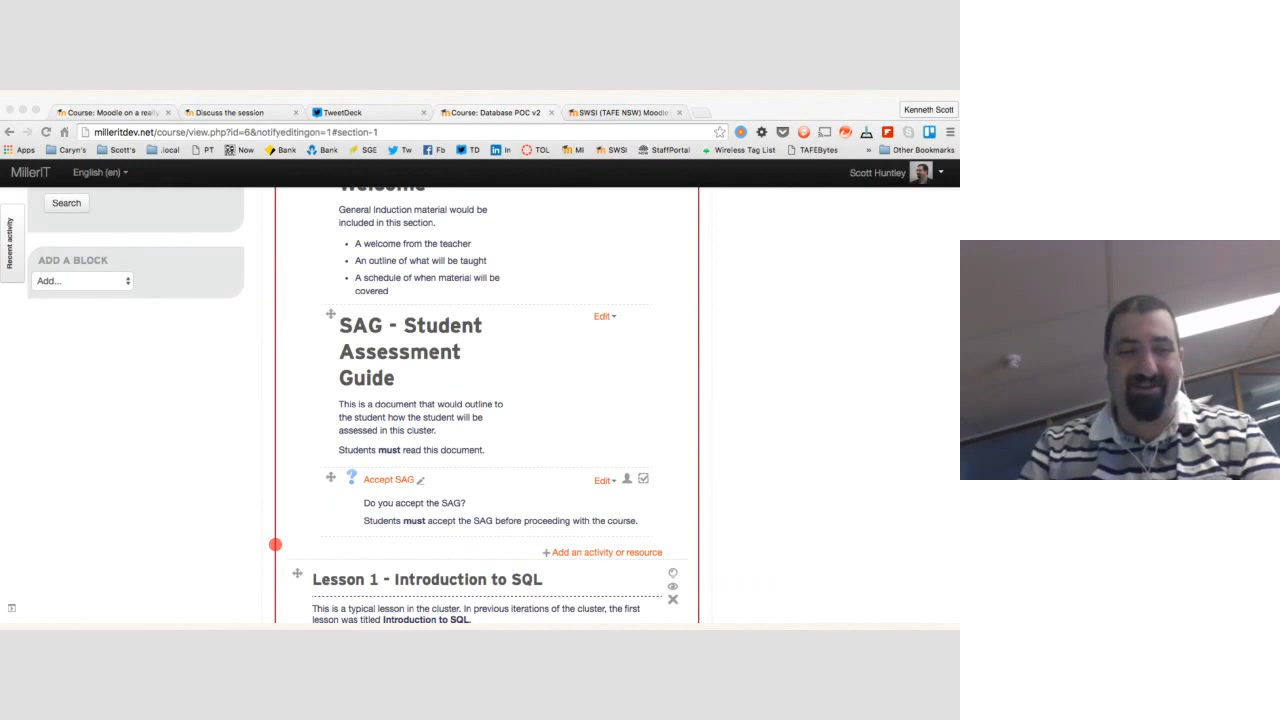 Course: Moodle on a really
Discuss the session
TweetDeck
Course: Database POC v2
SWSI (TAFE NSW) Moodle
Kenneth Scott
milleritdev.net/course/view.php?id=6&notifyeditingon=1#section-1
Apps Caryn's Scott's .local PT Now Bank Bank SGE Tw Fb TD In TOL MI SWSI StaffPortal Wireless Tag List TAFEBytes » Other Bookmarks
MillerIT English (en) Scott Huntley
Recent activity
Search
ADD A BLOCK
Add...
Welcome
General Induction material would be
included in this section.
• A welcome from the teacher
• An outline of what will be taught
• A schedule of when material will be
covered
SAG - Student
Assessment
Guide
Edit
This is a document that would outline to
the student how the student will be
assessed in this cluster.
Students must read this document.
Accept SAG Edit
Do you accept the SAG?
Students must accept the SAG before proceeding with the course.
+ Add an activity or resource
Lesson 1 - Introduction to SQL
This is a typical lesson in the cluster. In previous iterations of the cluster, the first
lesson was titled Introduction to SQL.